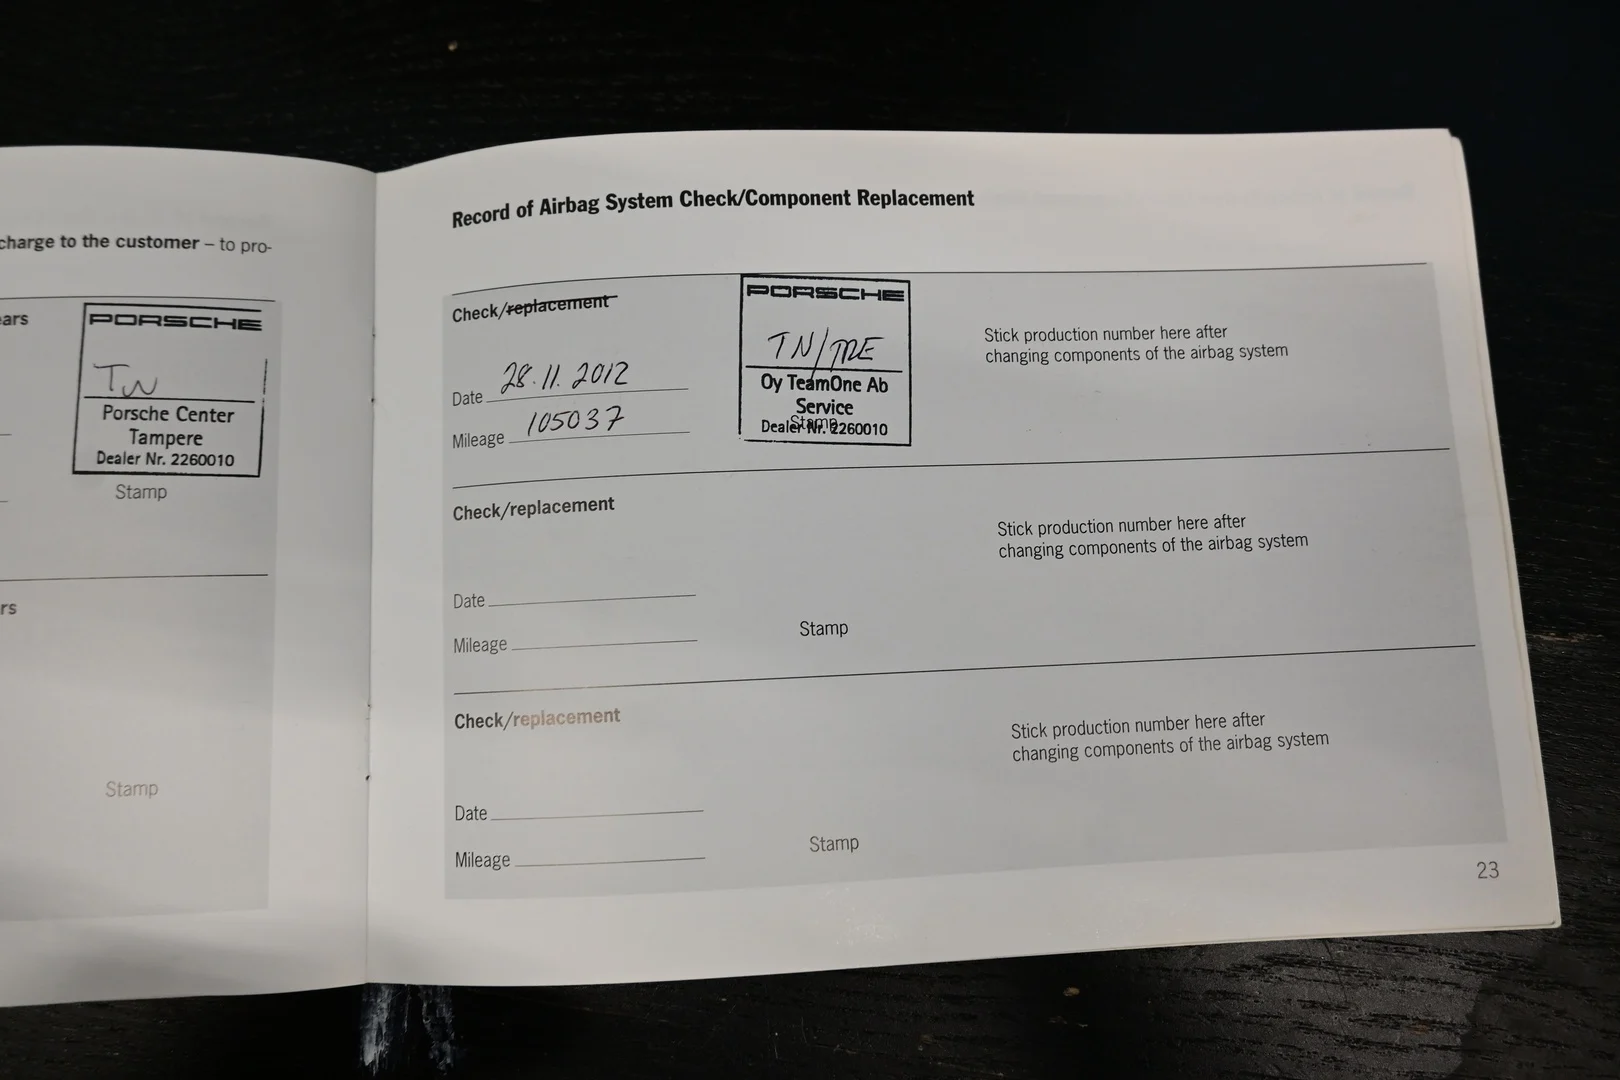 charge to the customer – to pro-
ears
PORSCHE
TN
Porsche Center
Tampere
Dealer Nr. 2260010
Stamp
rs
Stamp
Record of Airbag System Check/Component Replacement
Check/replacement
Date 28.11.2012
Mileage 105037
PORSCHE
TN/TRE
Oy TeamOne Ab
Service
Dealer Nr. 2260010
Stamp
Stick production number here after
changing components of the airbag system
Check/replacement
Date
Mileage
Stamp
Stick production number here after
changing components of the airbag system
Check/replacement
Date
Mileage
Stamp
Stick production number here after
changing components of the airbag system
23